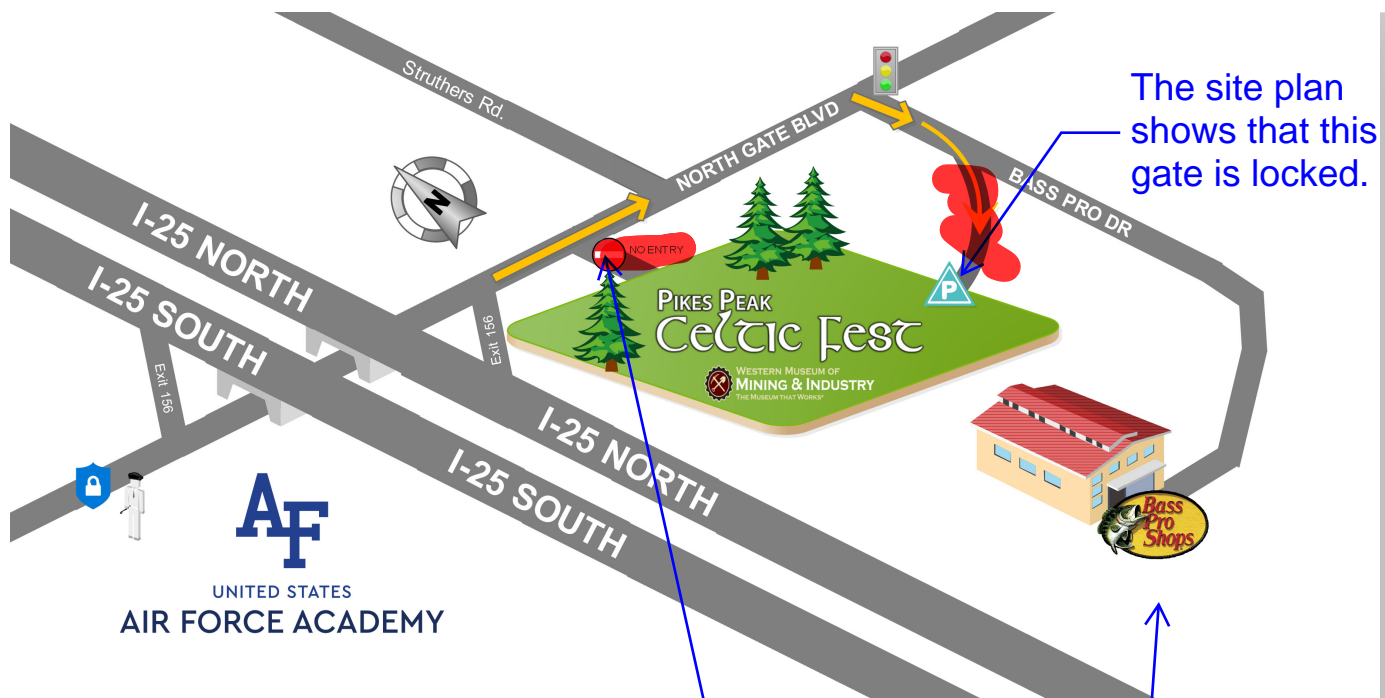 Struthers Rd.
NORTH GATE BLVD
The site plan
shows that this
gate is locked.
BASS PRO DR
N
I-25 NORTH
I-25 SOUTH
NO ENTRY
P
PIKES PEAK
Celtic Fest
WESTERN MUSEUM OF
MINING & INDUSTRY
THE MUSEUM THAT WORKS®
Exit 156
Exit 156
I-25 NORTH
I-25 SOUTH
Bass
Pro
Shops
AF
UNITED STATES
AIR FORCE ACADEMY